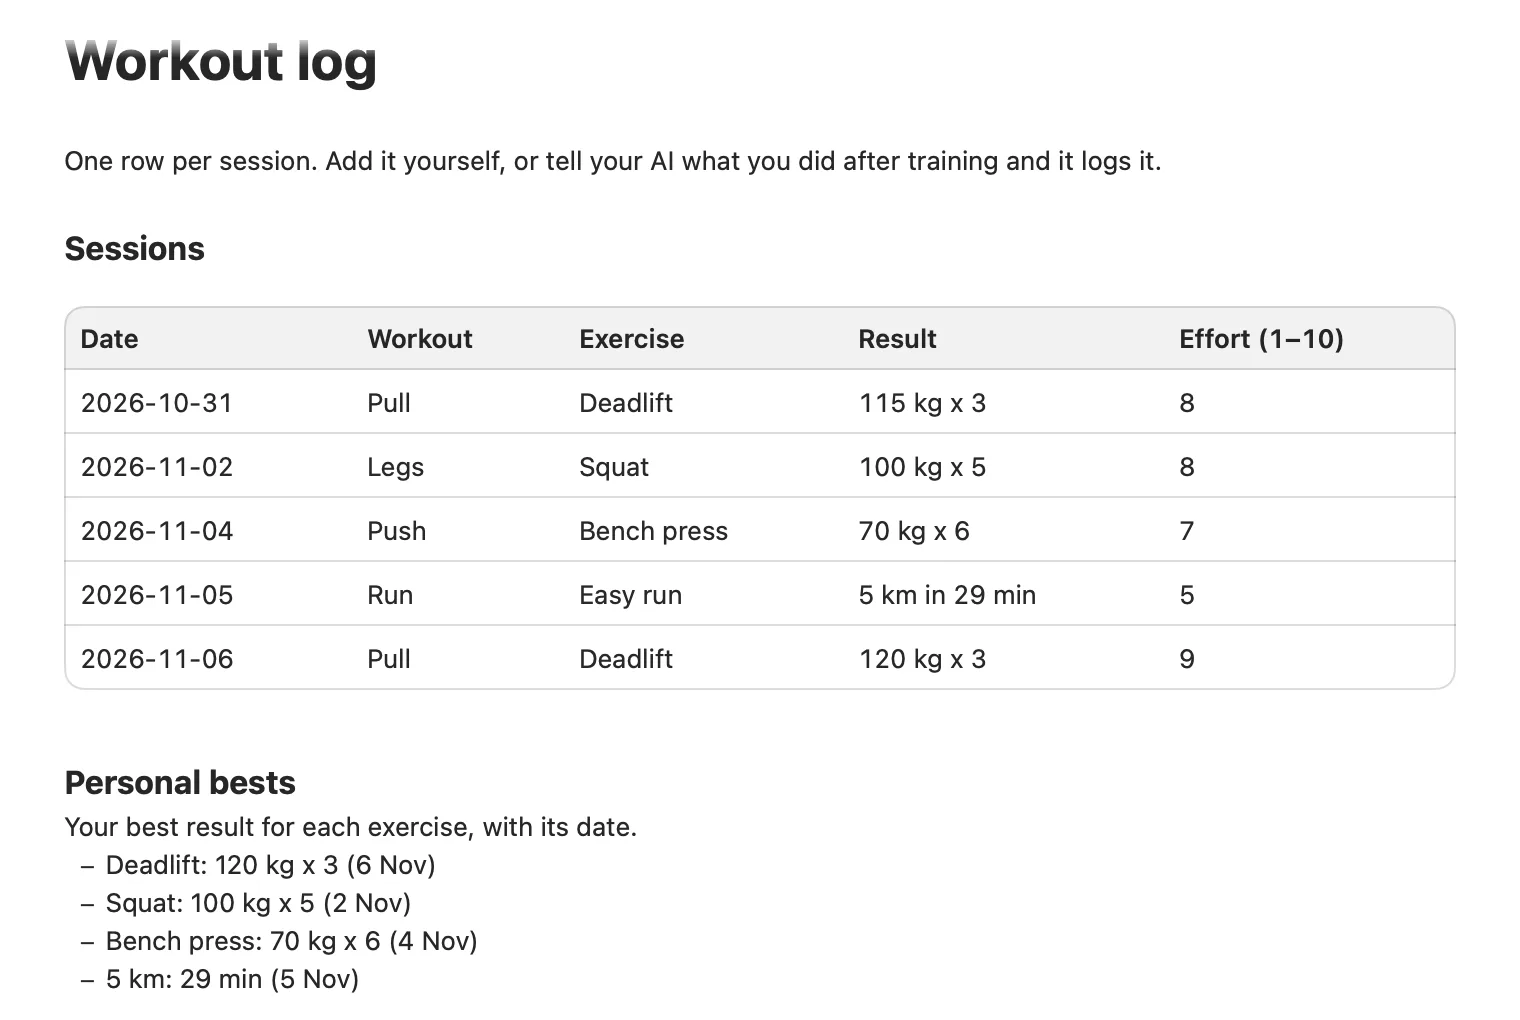 Workout log
One row per session. Add it yourself, or tell your AI what you did after training and it logs it.
Sessions
Date Workout Exercise Result Effort (1–10)
2026-10-31 Pull Deadlift 115 kg x 3 8
2026-11-02 Legs Squat 100 kg x 5 8
2026-11-04 Push Bench press 70 kg x 6 7
2026-11-05 Run Easy run 5 km in 29 min 5
2026-11-06 Pull Deadlift 120 kg x 3 9
Personal bests
Your best result for each exercise, with its date.
– Deadlift: 120 kg x 3 (6 Nov)
– Squat: 100 kg x 5 (2 Nov)
– Bench press: 70 kg x 6 (4 Nov)
– 5 km: 29 min (5 Nov)